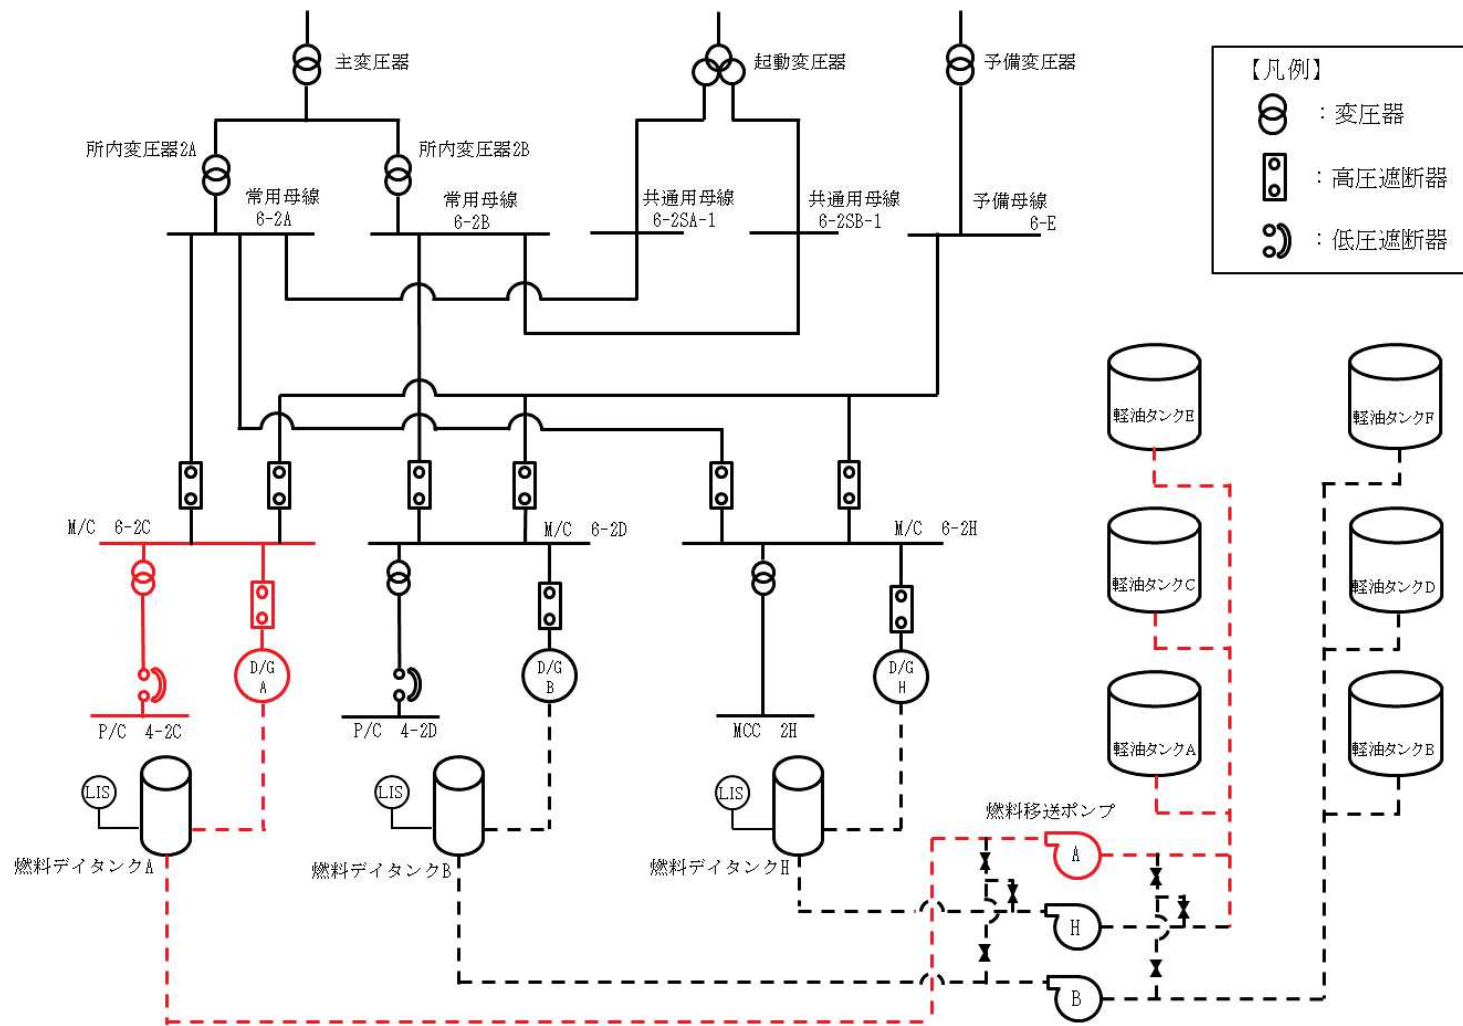 主変圧器
起動変圧器
予備変圧器
【凡例】
：変圧器
：高圧遮断器
：低圧遮断器
所内変圧器2A
所内変圧器2B
常用母線
6-2A
常用母線
6-2B
共通用母線
6-2SA-1
共通用母線
6-2SB-1
予備母線
6-E
軽油タンクE
軽油タンクF
M/C 6-2C
M/C 6-2D
M/C 6-2H
軽油タンクC
軽油タンクD
D/G
A
D/G
B
D/G
H
P/C 4-2C
P/C 4-2D
MCC 2H
軽油タンクA
軽油タンクB
LIS
LIS
LIS
燃料移送ポンプ
燃料デイタンクA
燃料デイタンクB
燃料デイタンクH
A
H
B